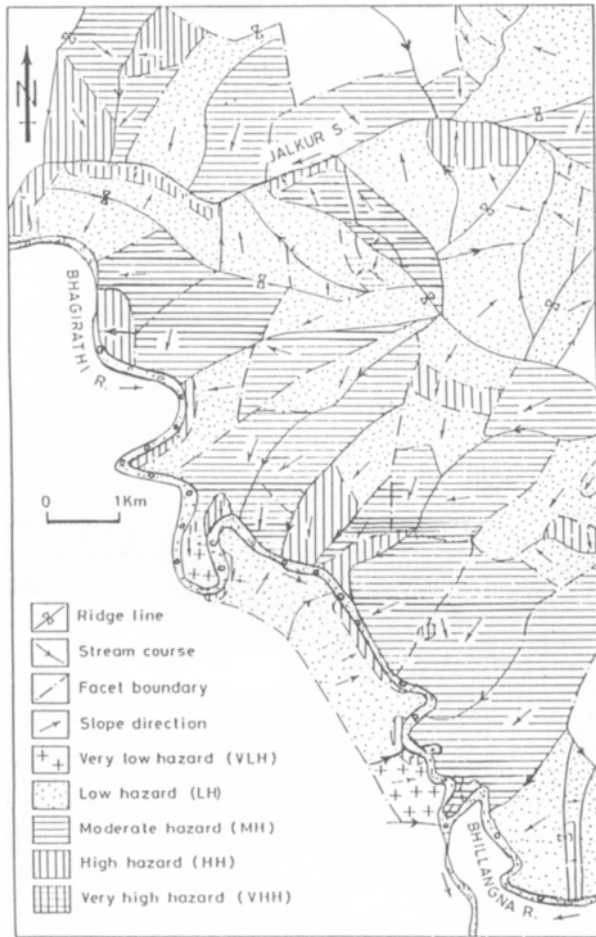 N
JALKUR S.
BHAGIRATHI R.
0 1Km
Ridge line
Stream course
Facet boundary
Slope direction
Very low hazard (VLH)
Low hazard (LH)
Moderate hazard (MH)
High hazard (HH)
Very high hazard (VHH)
BHILLANGNA R.